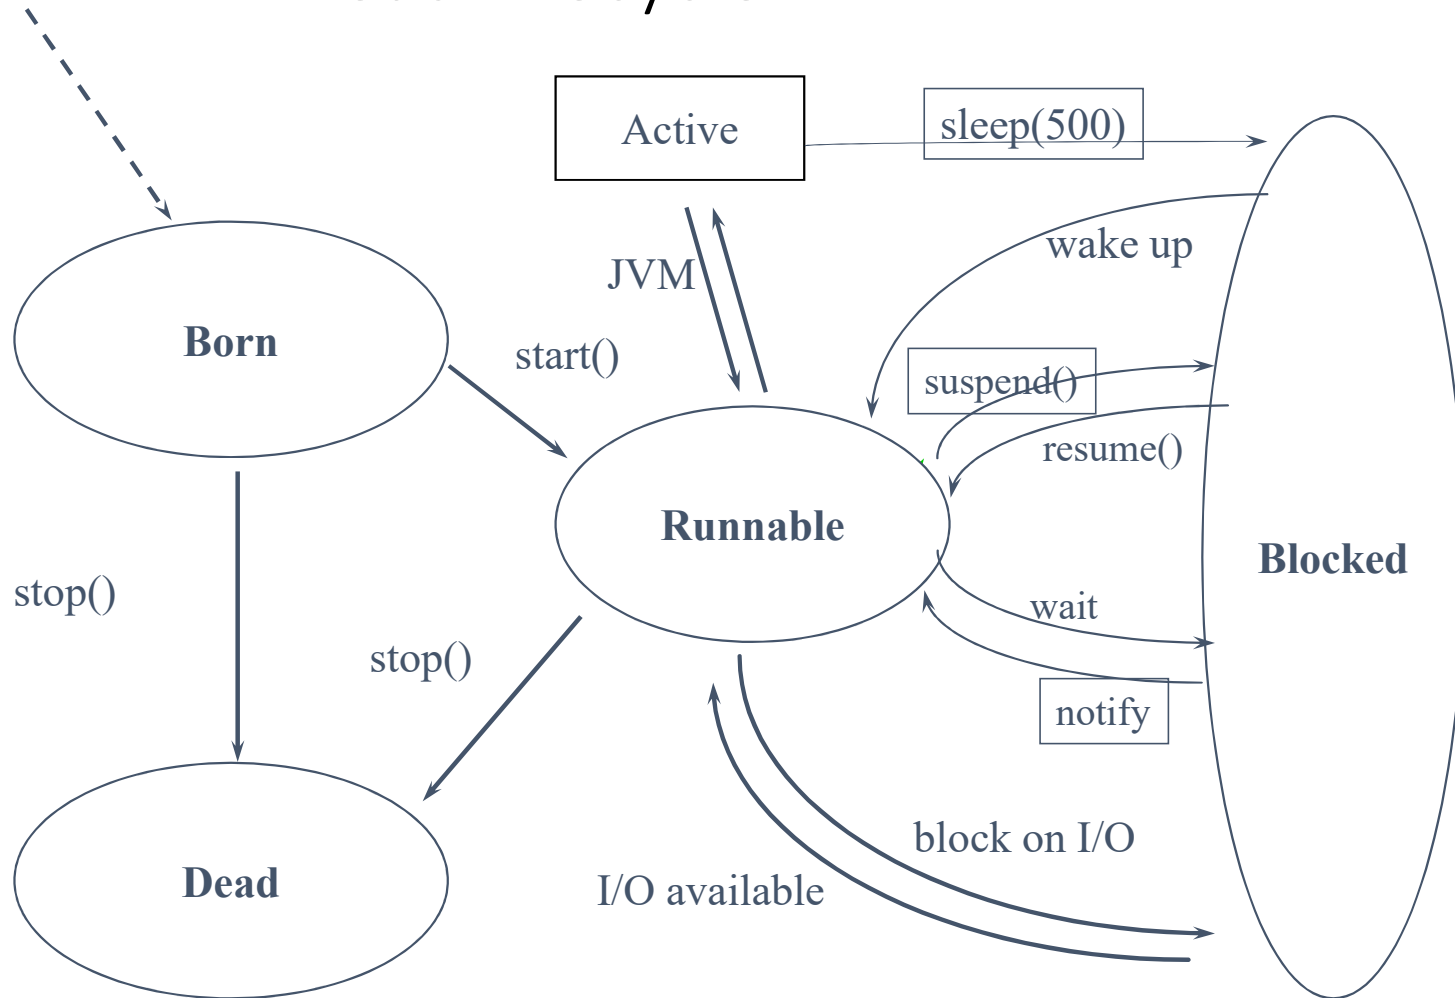 Active
sleep(500)
wake up
JVM
Born
start()
suspend()
resume()
Runnable
Blocked
stop()
wait
stop()
notify
block on I/O
Dead
I/O available